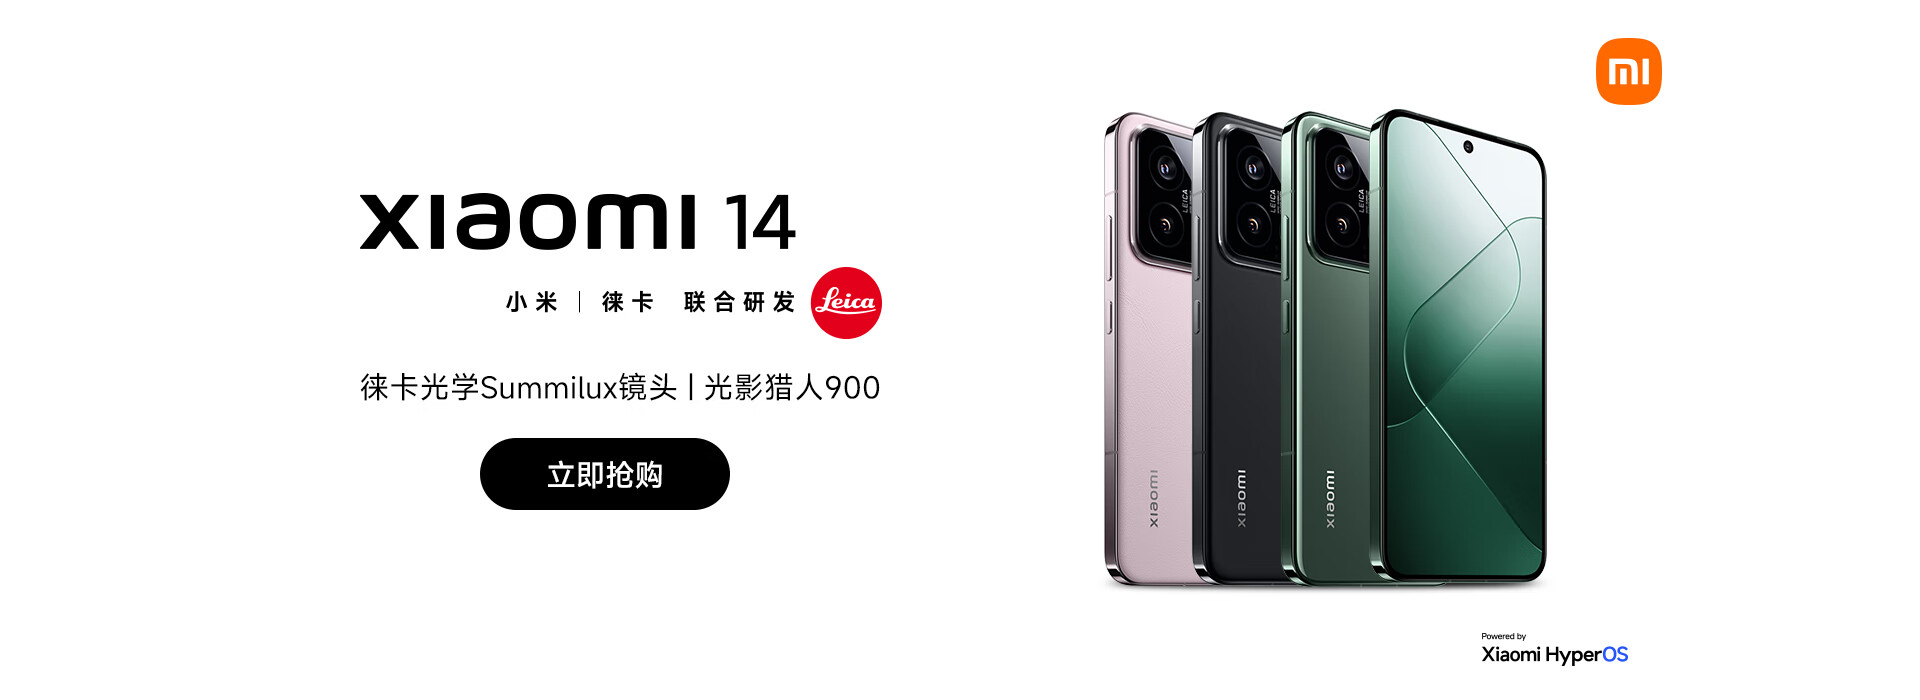 xiaomi 14
小米 | 徕卡 联合研发
Leica
徕卡光学Summilux镜头 | 光影猎人900
立即抢购
mi
LEICA
LEICA
LEICA
xiaomi
xiaomi
xiaomi
Powered by
Xiaomi HyperOS